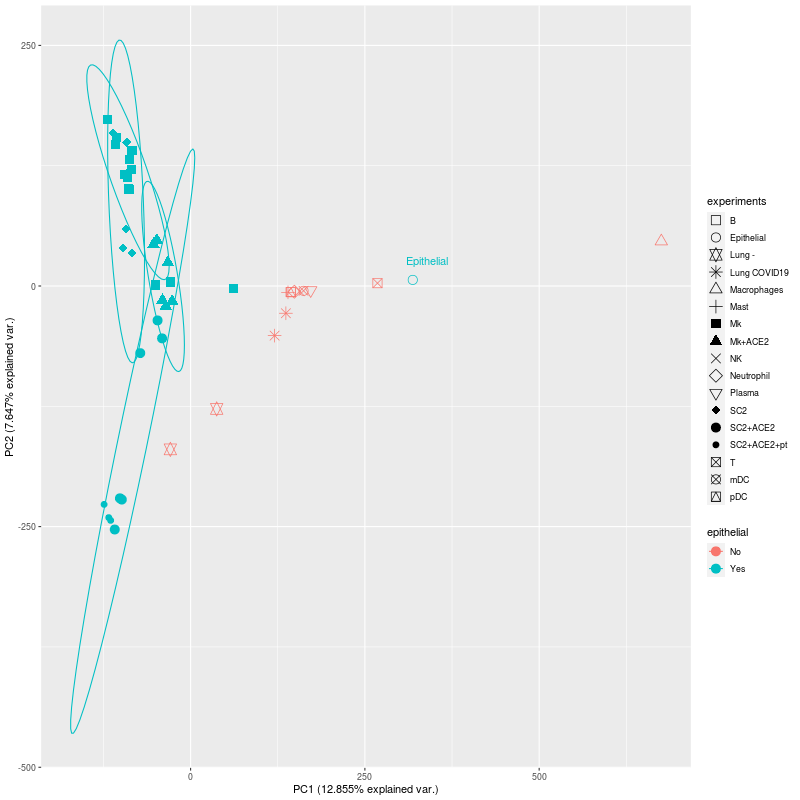 250
0
-250
-500
PC2 (7.647% explained var.)
Epithelial
0
250
500
PC1 (12.855% explained var.)
experiments
B
Epithelial
Lung -
Lung COVID19
Macrophages
Mast
Mk
Mk+ACE2
NK
Neutrophil
Plasma
SC2
SC2+ACE2
SC2+ACE2+pt
T
mDC
pDC
epithelial
No
Yes